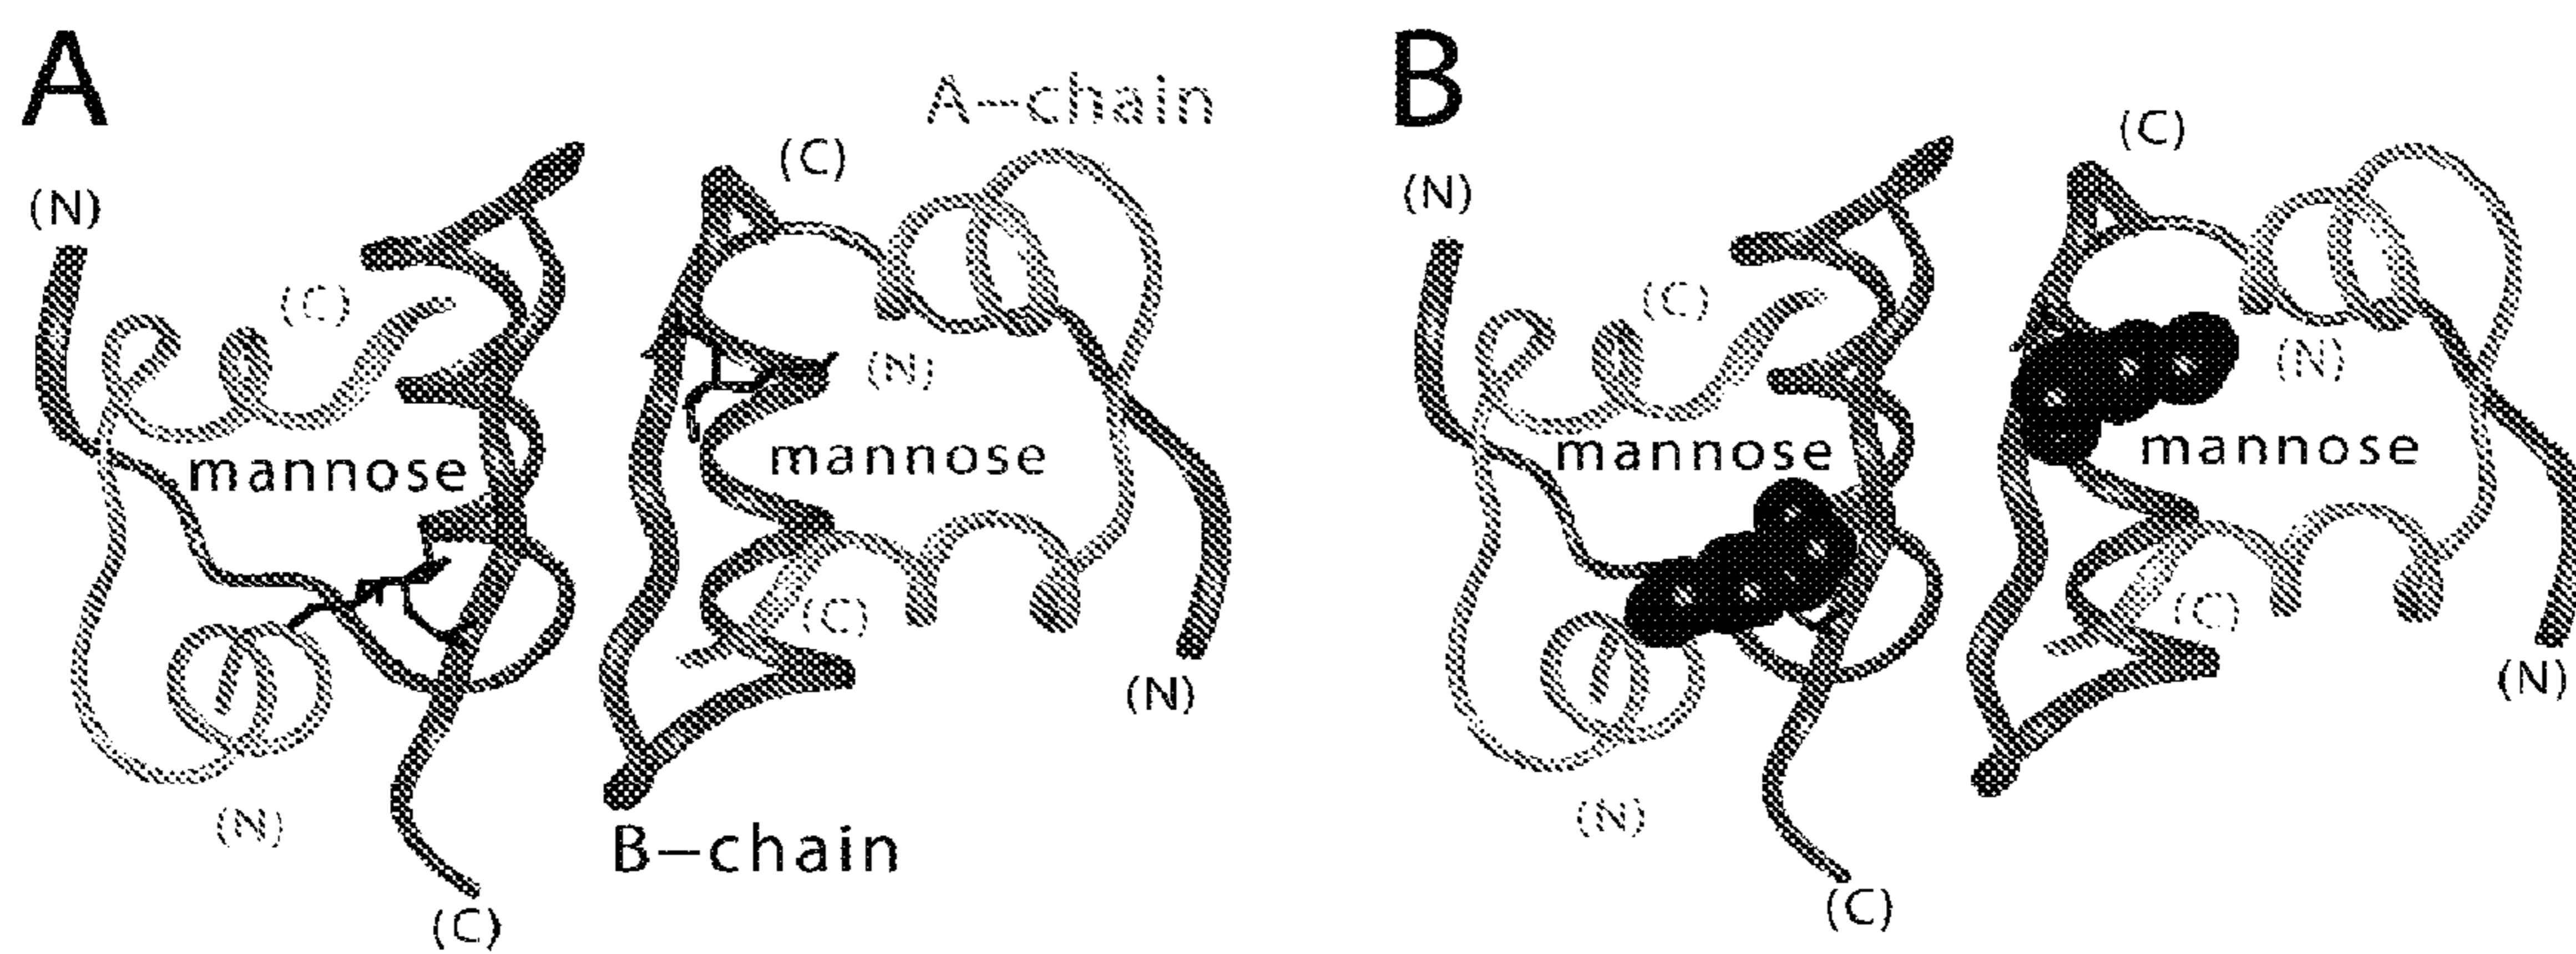 A
A–chain
(C)
(N)
(C)
(N)
mannose
mannose
(C)
(N)
(N)
B–chain
(C)
B
(C)
(N)
(C)
(N)
mannose
mannose
(C)
(N)
(N)
(C)